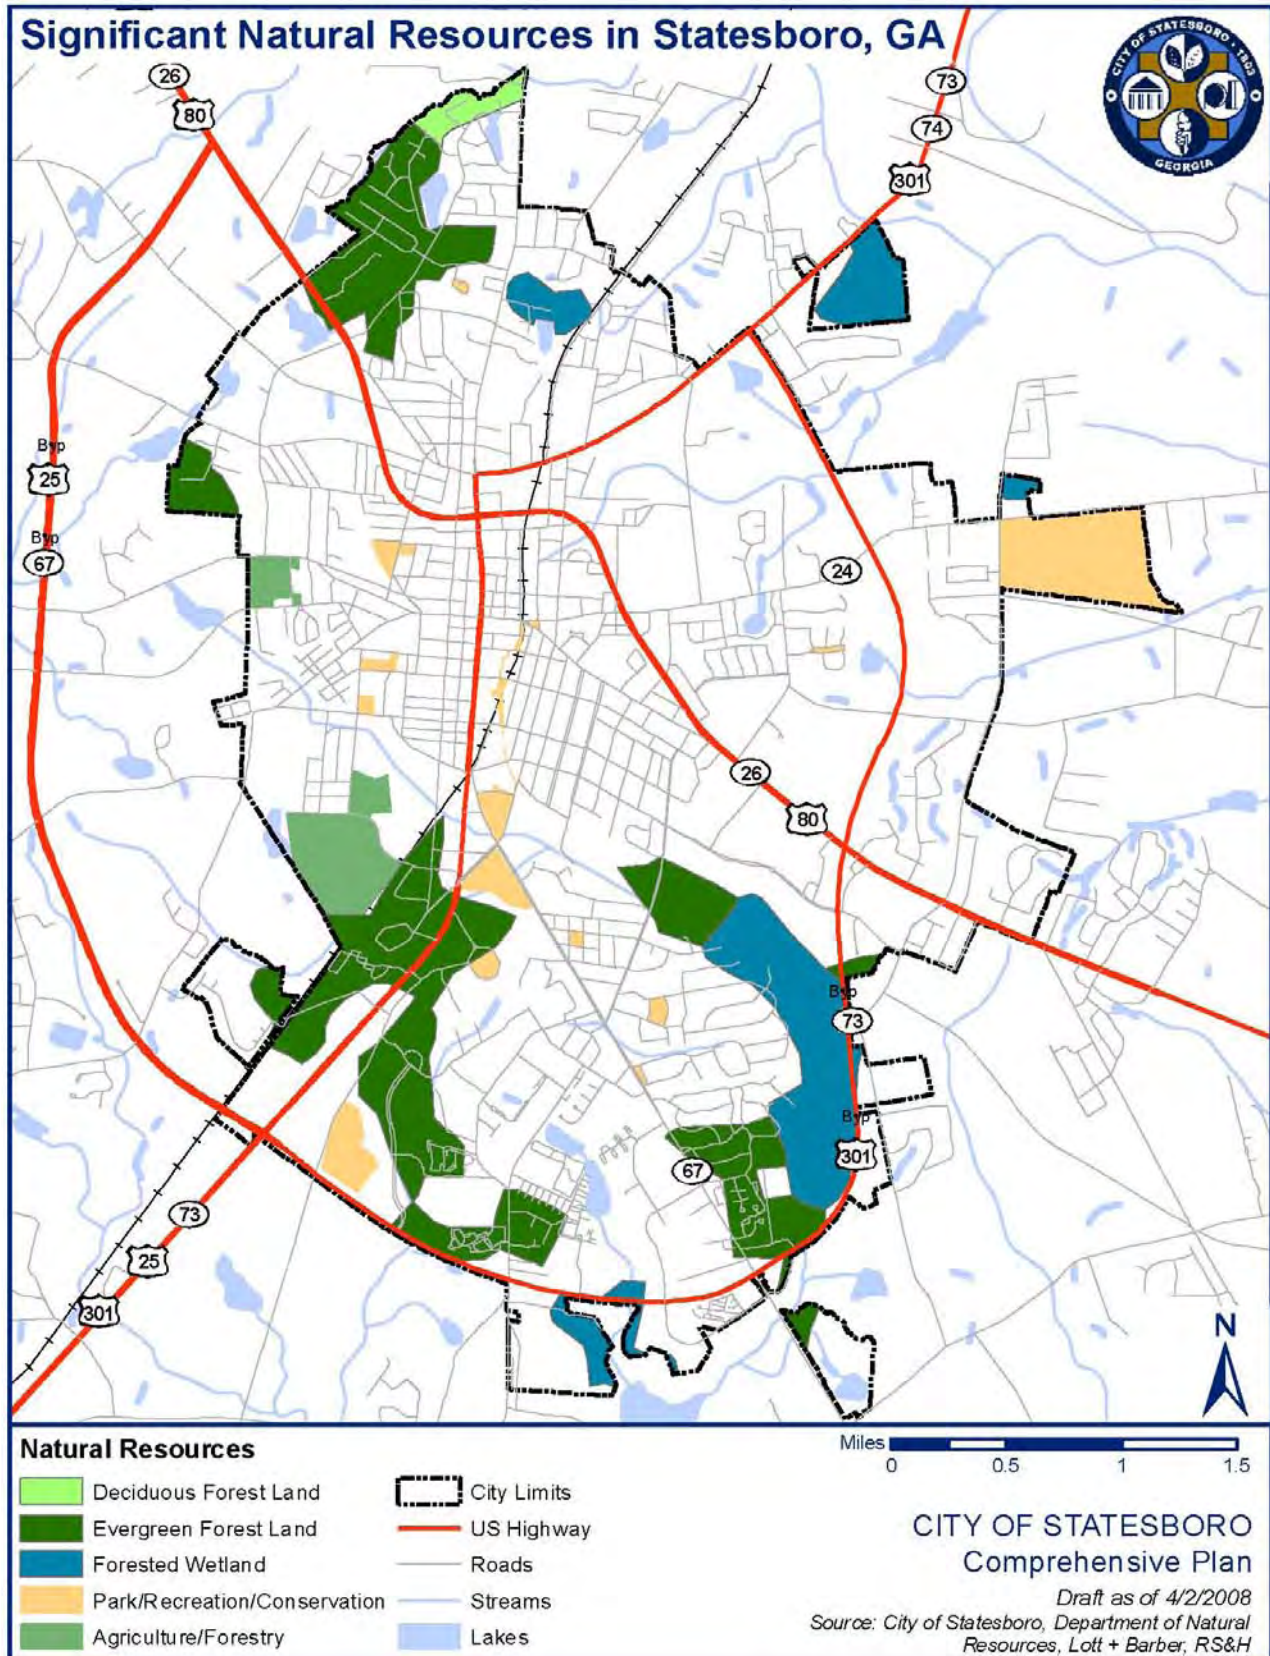 Significant Natural Resources in Statesboro, GA
CITY OF STATESBORO • 1803
GEORGIA
26
80
73
74
301
Byp
25
Byp
67
24
26
80
Byp
73
Byp
301
67
73
25
301
N
Natural Resources
Deciduous Forest Land
Evergreen Forest Land
Forested Wetland
Park/Recreation/Conservation
Agriculture/Forestry
City Limits
US Highway
Roads
Streams
Lakes
Miles
0 0.5 1 1.5
CITY OF STATESBORO
Comprehensive Plan
Draft as of 4/2/2008
Source: City of Statesboro, Department of Natural
Resources, Lott + Barber, RS&H